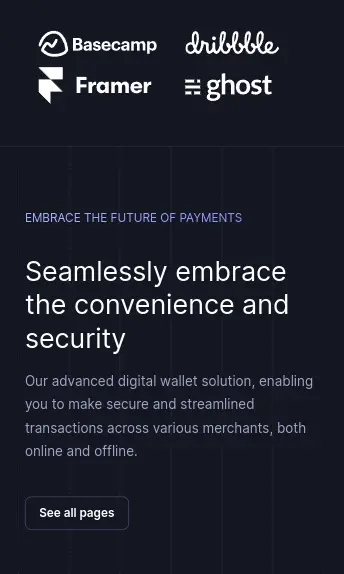 Basecamp dribbble
Framer ghost
EMBRACE THE FUTURE OF PAYMENTS
Seamlessly embrace
the convenience and
security
Our advanced digital wallet solution, enabling
you to make secure and streamlined
transactions across various merchants, both
online and offline.
See all pages